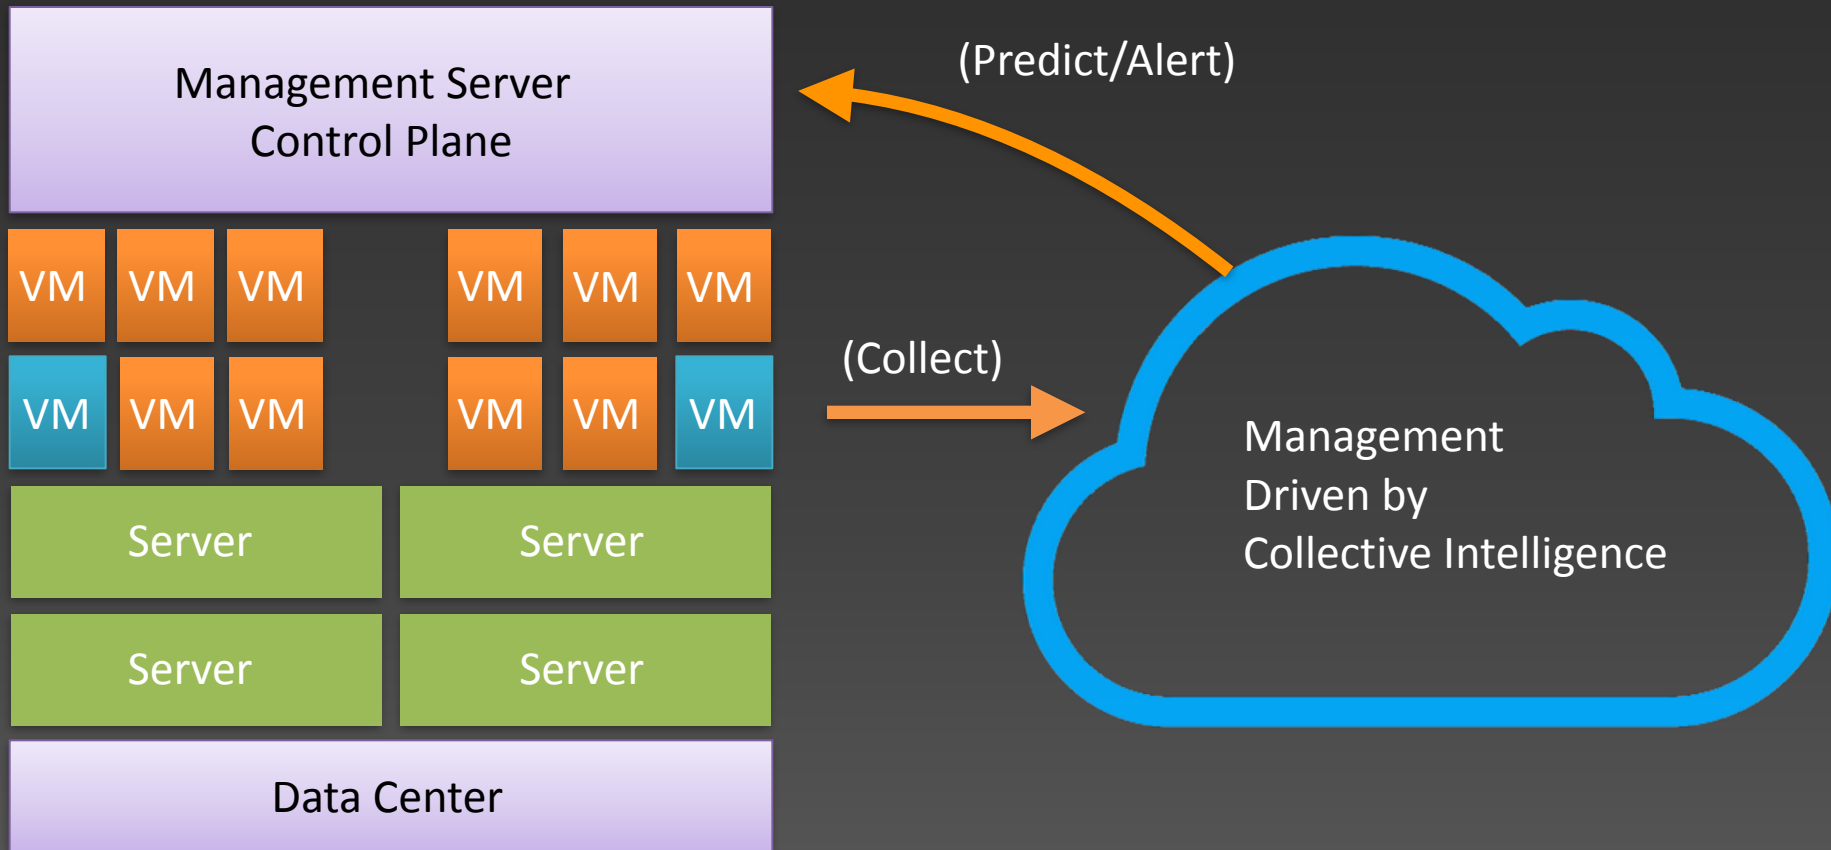 Management Server
Control Plane
(Predict/Alert)
VM VM VM VM VM VM
(Collect)
VM VM VM VM VM VM
Management
Driven by
Collective Intelligence
Server Server
Server Server
Data Center